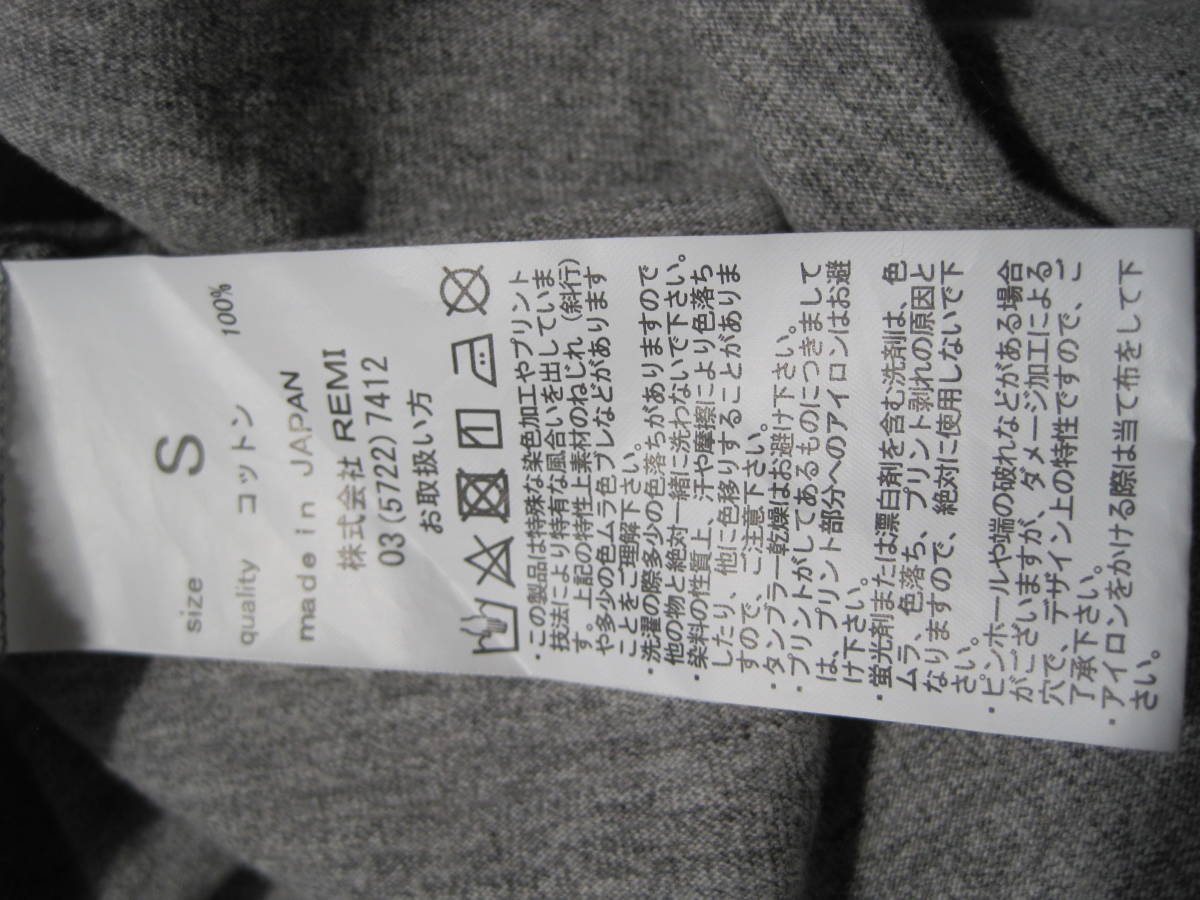 size S
quality コットン 100%
made in JAPAN
株式会社 REMI
03(5722)7412
お取扱い方
・この製品は特殊な染色加工やプリント
技法により特有な風合いを出していま
す。上記の特性上素材のねじれ(斜行)
や多少の色ムラ色ブレなどがあります
ことをご理解下さい。
・洗濯の際多少の色落ちがありますので
他の物と絶対一緒に洗わないで下さい。
・染料の性質上、汗や摩擦により色落ち
したり、他に色移りすることがありま
すので、ご注意下さい。
・タンブラー乾燥はお避け下さい。
・プリントがしてあるものにつきまして
は、プリント部分へのアイロンはお避
け下さい。
・蛍光剤または漂白剤を含む洗剤は、色
ムラ、色落ち、プリント剥れの原因と
なりますので、絶対に使用しないで下
さい。
・ピンホールや端の破れなどがある場合
がございますが、ダメージ加工による
穴で、デザイン上の特性ですので、ご
了承下さい。
・アイロンをかける際は当て布をして下
さい。